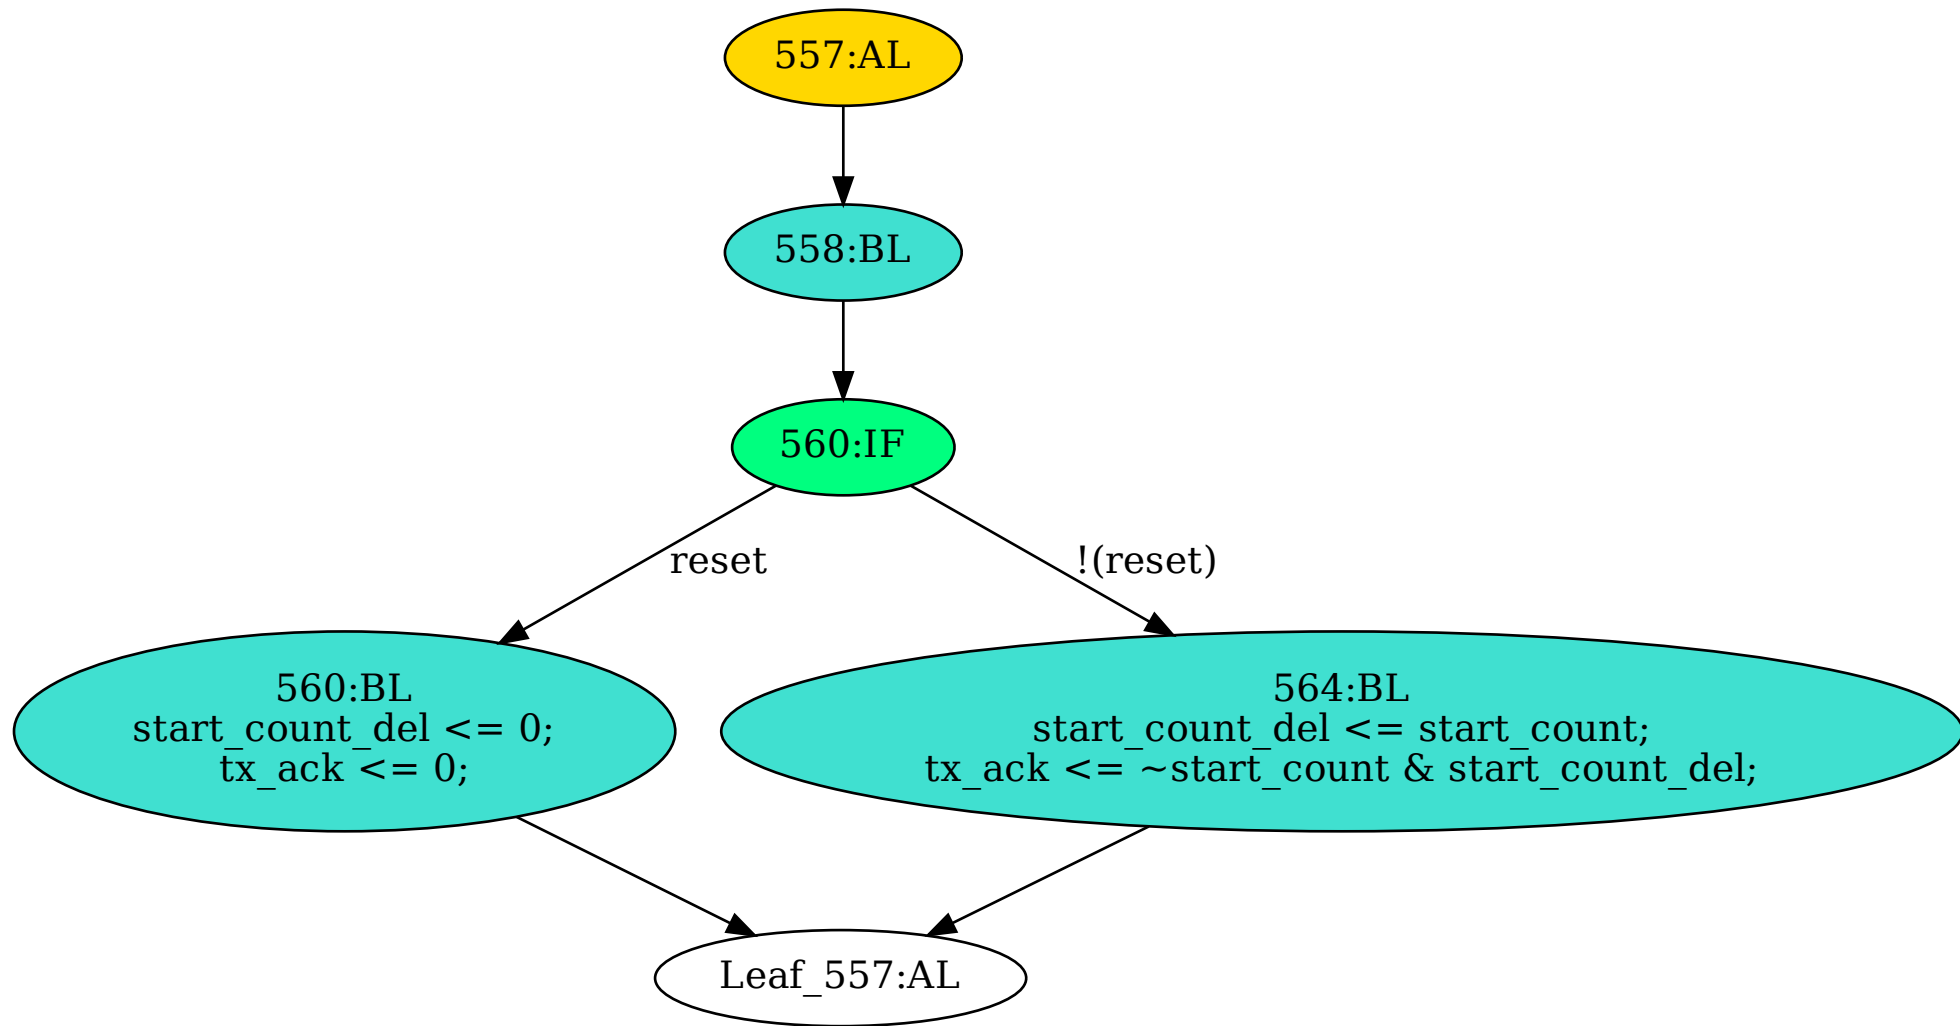 557:AL
558:BL
560:IF
reset
!(reset)
560:BL
start_count_del <= 0;
tx_ack <= 0;
564:BL
start_count_del <= start_count;
tx_ack <= ~start_count & start_count_del;
Leaf_557:AL